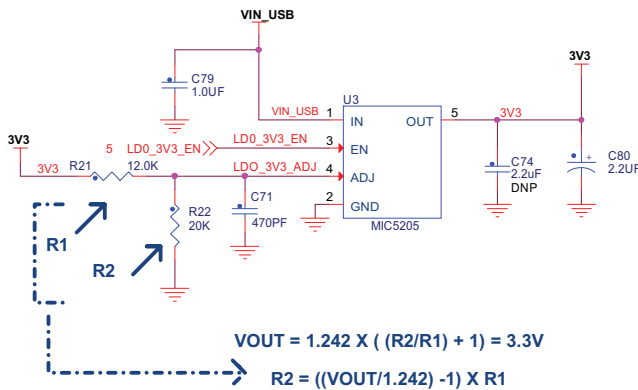 VIN_USB
C79
1.0UF
VIN_USB
U3
1
IN
OUT
5
3V3
3V3
3V3
3V3
R21
12.0K
5
LD0_3V3_EN
LD0_3V3_EN
3
EN
LDO_3V3_ADJ
4
ADJ
2
GND
MIC5205
C74
2.2uF
DNP
+
C80
2.2UF
R22
20K
C71
470PF
R1
R2
VOUT = 1.242 X ( (R2/R1) + 1) = 3.3V
R2 = ((VOUT/1.242) -1) X R1